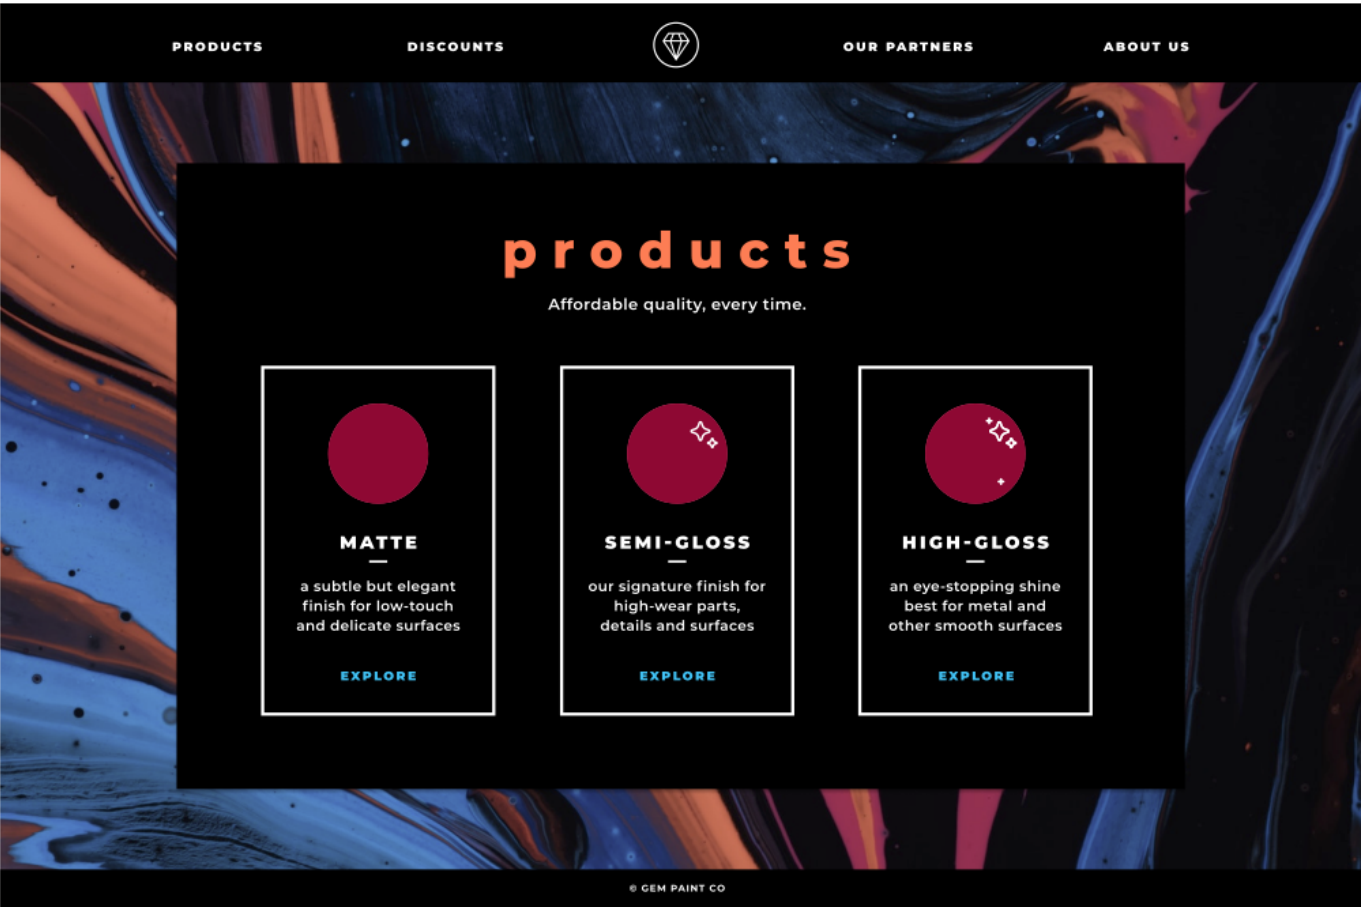 PRODUCTS
DISCOUNTS
OUR PARTNERS
ABOUT US
products
Affordable quality, every time.
MATTE
a subtle but elegant
finish for low-touch
and delicate surfaces
EXPLORE
SEMI-GLOSS
our signature finish for
high-wear parts,
details and surfaces
EXPLORE
HIGH-GLOSS
an eye-stopping shine
best for metal and
other smooth surfaces
EXPLORE
© GEM PAINT CO